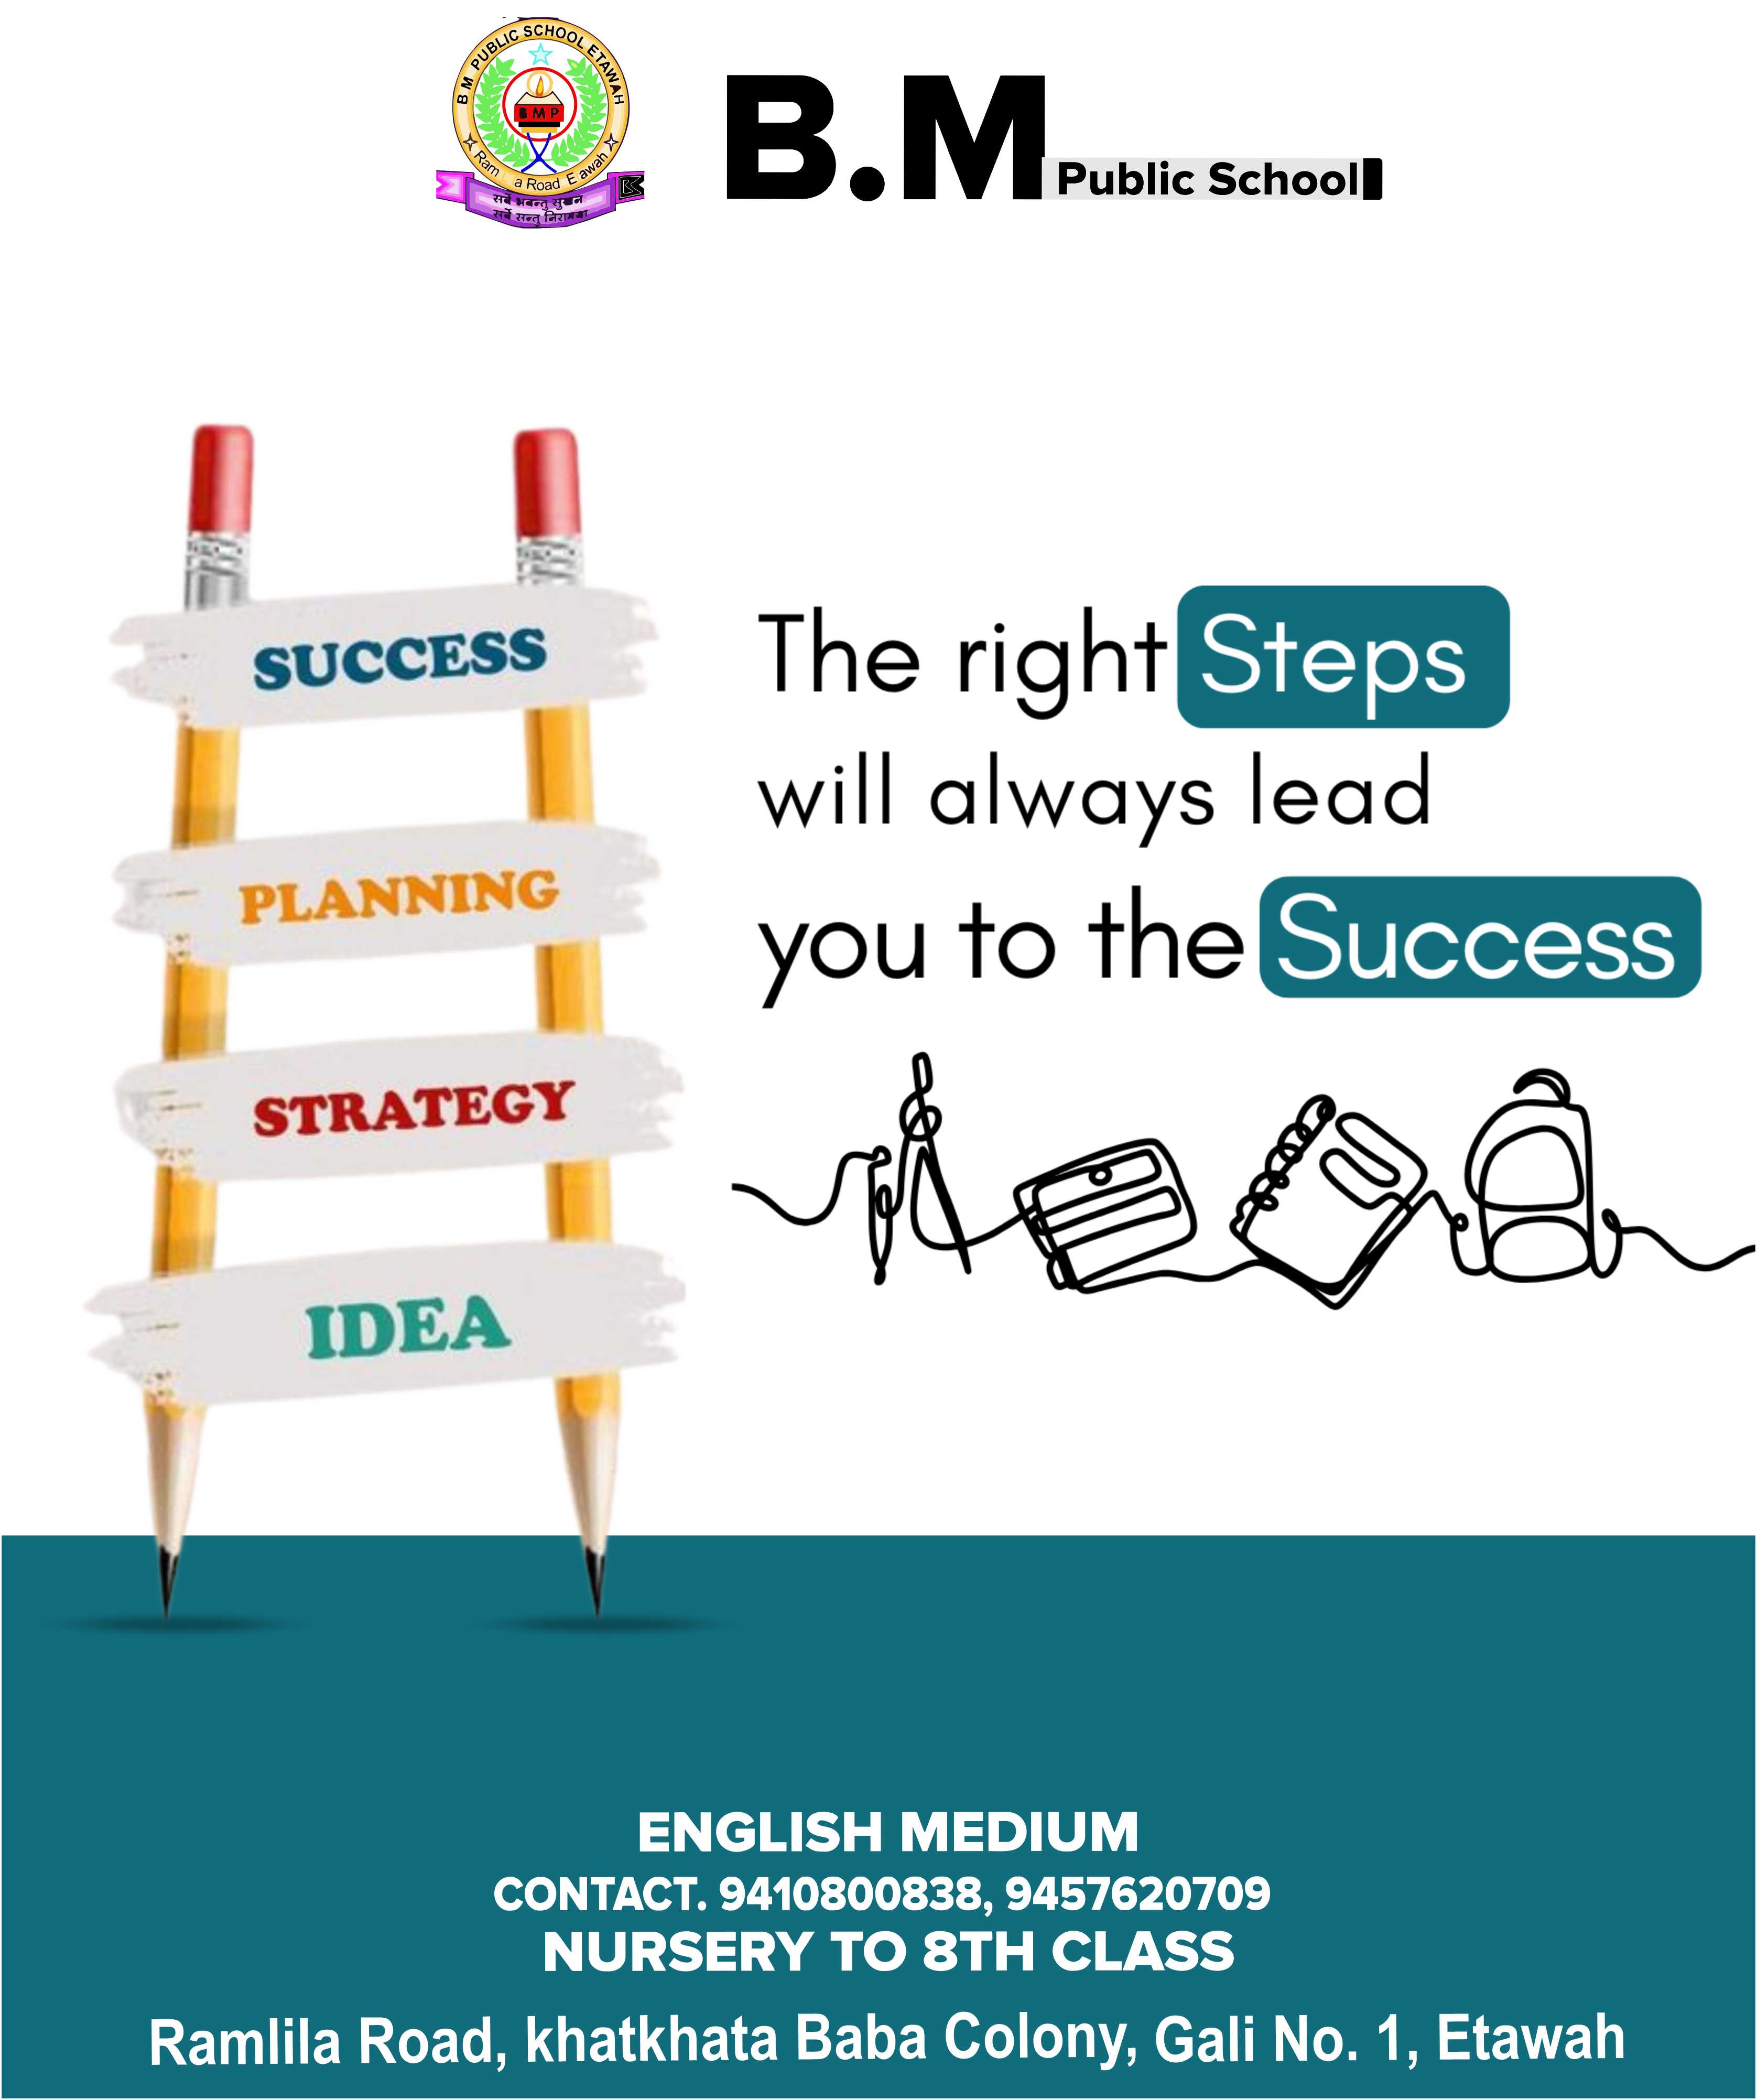 B M PUBLIC SCHOOL ETAWAH
B M P
Ram a Road E awah
सर्वे भवन्तु
सर्वे सन्तु
B.M Public School
SUCCESS
PLANNING
STRATEGY
IDEA
The right Steps
will always lead
you to the Success
ENGLISH MEDIUM
CONTACT. 9410800838, 9457620709
NURSERY TO 8TH CLASS
Ramlila Road, khatkhata Baba Colony, Gali No. 1, Etawah